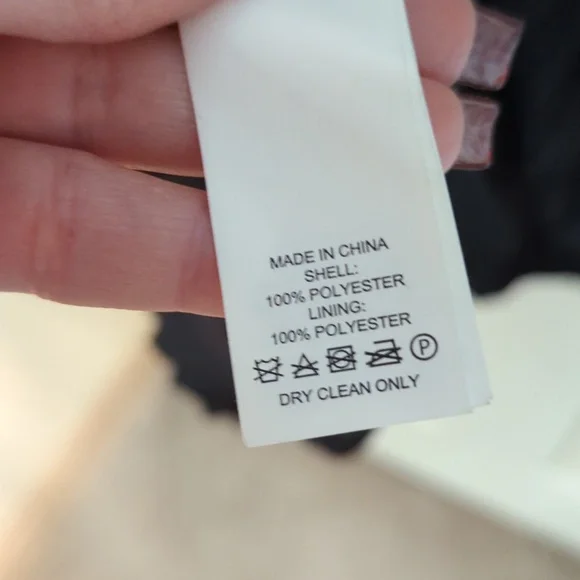 MADE IN CHINA
SHELL:
100% POLYESTER
LINING:
100% POLYESTER
P
DRY CLEAN ONLY